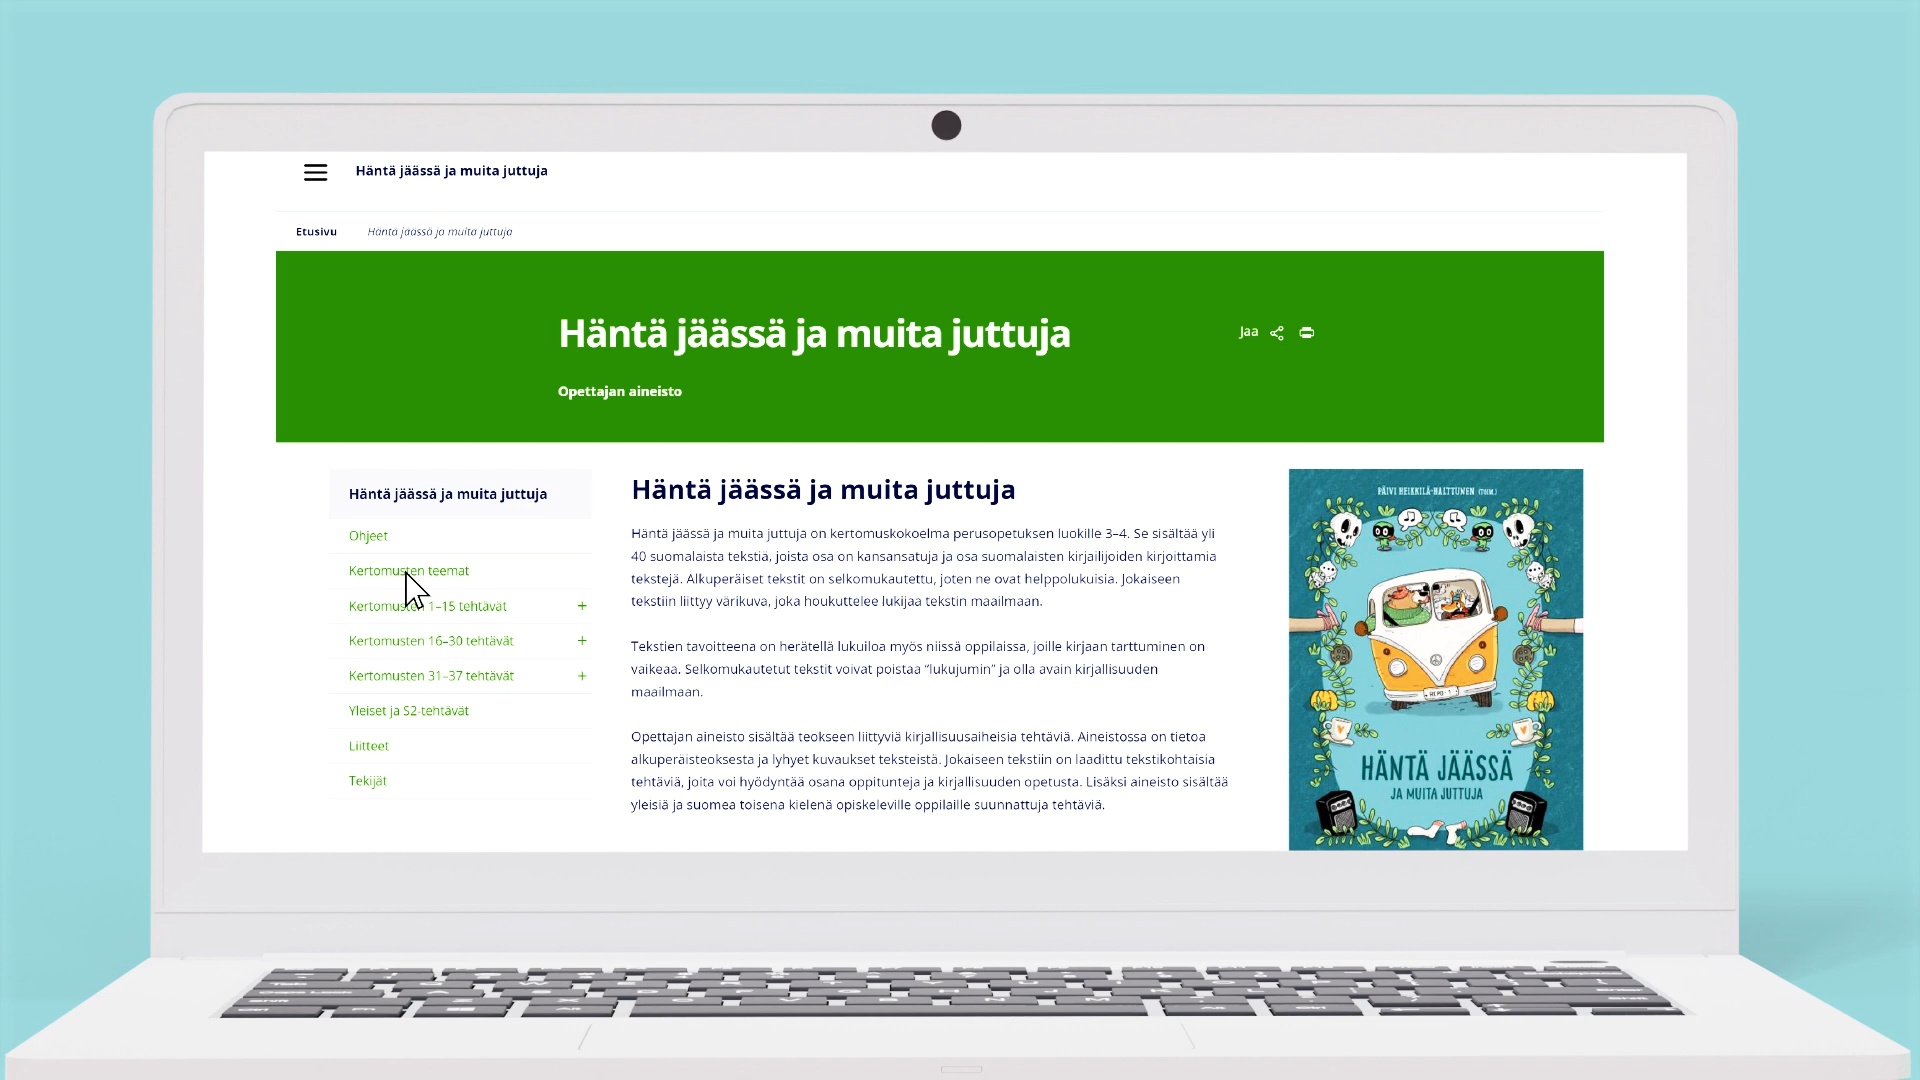 Häntä jäässä ja muita juttuja
Etusivu Häntä jäässä ja muita juttuja
Häntä jäässä ja muita juttuja
Jaa
Opettajan aineisto
Häntä jäässä ja muita juttuja
Ohjeet
Kertomusten teemat
Kertomusten 1–15 tehtävät +
Kertomusten 16–30 tehtävät +
Kertomusten 31–37 tehtävät +
Yleiset ja S2-tehtävät
Liitteet
Tekijät
Häntä jäässä ja muita juttuja
Häntä jäässä ja muita juttuja on kertomuskokoelma perusopetuksen luokille 3–4. Se sisältää yli
40 suomalaista tekstiä, joista osa on kansansatuja ja osa suomalaisten kirjailijoiden kirjoittamia
tekstejä. Alkuperäiset tekstit on selkomukautettu, joten ne ovat helppolukuisia. Jokaiseen
tekstiin liittyy värikuva, joka houkuttelee lukijaa tekstin maailmaan.
Tekstien tavoitteena on herätellä lukuiloa myös niissä oppilaissa, joille kirjaan tarttuminen on
vaikeaa. Selkomukautetut tekstit voivat poistaa “lukujumin” ja olla avain kirjallisuuden
maailmaan.
Opettajan aineisto sisältää teokseen liittyviä kirjallisuusaiheisia tehtäviä. Aineistossa on tietoa
alkuperäisteoksesta ja lyhyet kuvaukset teksteistä. Jokaiseen tekstiin on laadittu tekstikohtaisia
tehtäviä, joita voi hyödyntää osana oppitunteja ja kirjallisuuden opetusta. Lisäksi aineisto sisältää
yleisiä ja suomea toisena kielenä opiskeleville oppilaille suunnattuja tehtäviä.
PÄIVI HEIKKILÄ-HALTTUNEN (TOIM.)
REPO-1
HÄNTÄ JÄÄSSÄ
JA MUITA JUTTUJA